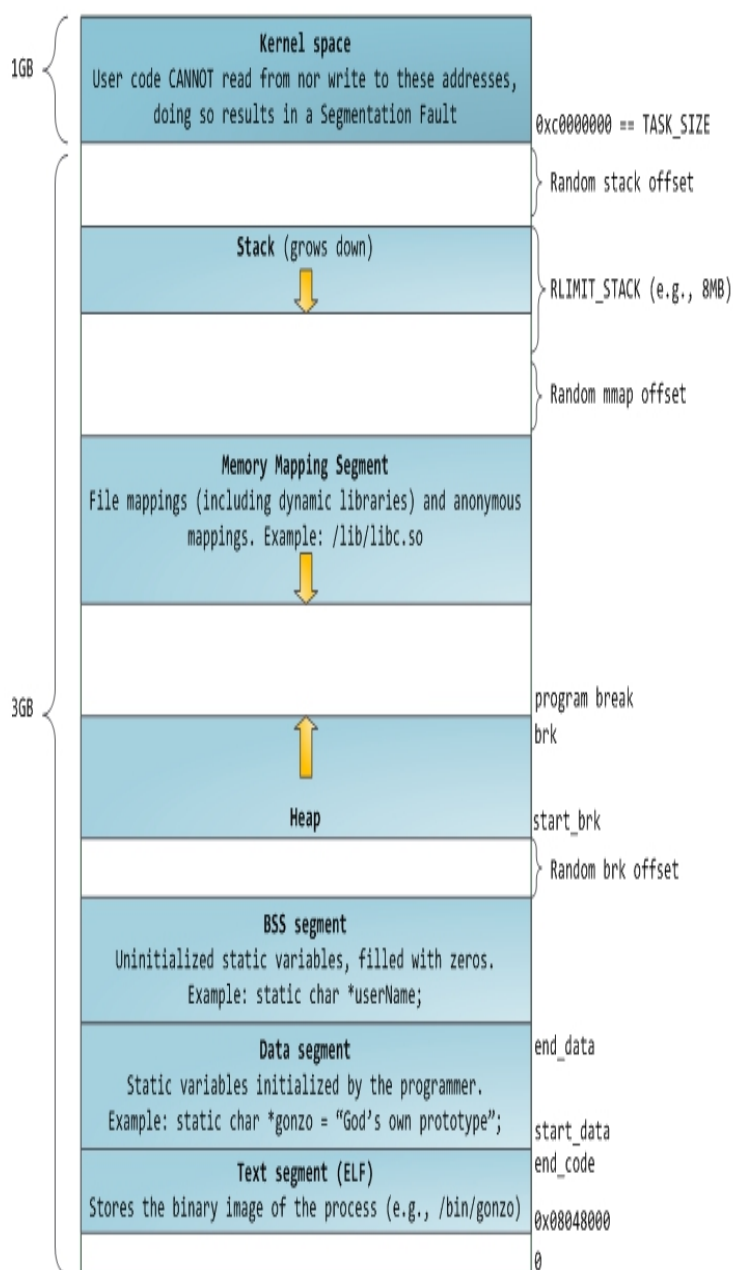 Kernel space
1GB
User code CANNOT read from nor write to these addresses,
doing so results in a Segmentation Fault
0xc0000000 == TASK_SIZE
Random stack offset
Stack (grows down)
RLIMIT_STACK (e.g., 8MB)
Random mmap offset
Memory Mapping Segment
File mappings (including dynamic libraries) and anonymous
mappings. Example: /lib/libc.so
3GB
program break
brk
Heap
start_brk
Random brk offset
BSS segment
Uninitialized static variables, filled with zeros.
Example: static char *userName;
Data segment
end_data
Static variables initialized by the programmer.
Example: static char *gonzo = “God’s own prototype”;
start_data
end_code
Text segment (ELF)
Stores the binary image of the process (e.g., /bin/gonzo)
0x08048000
0